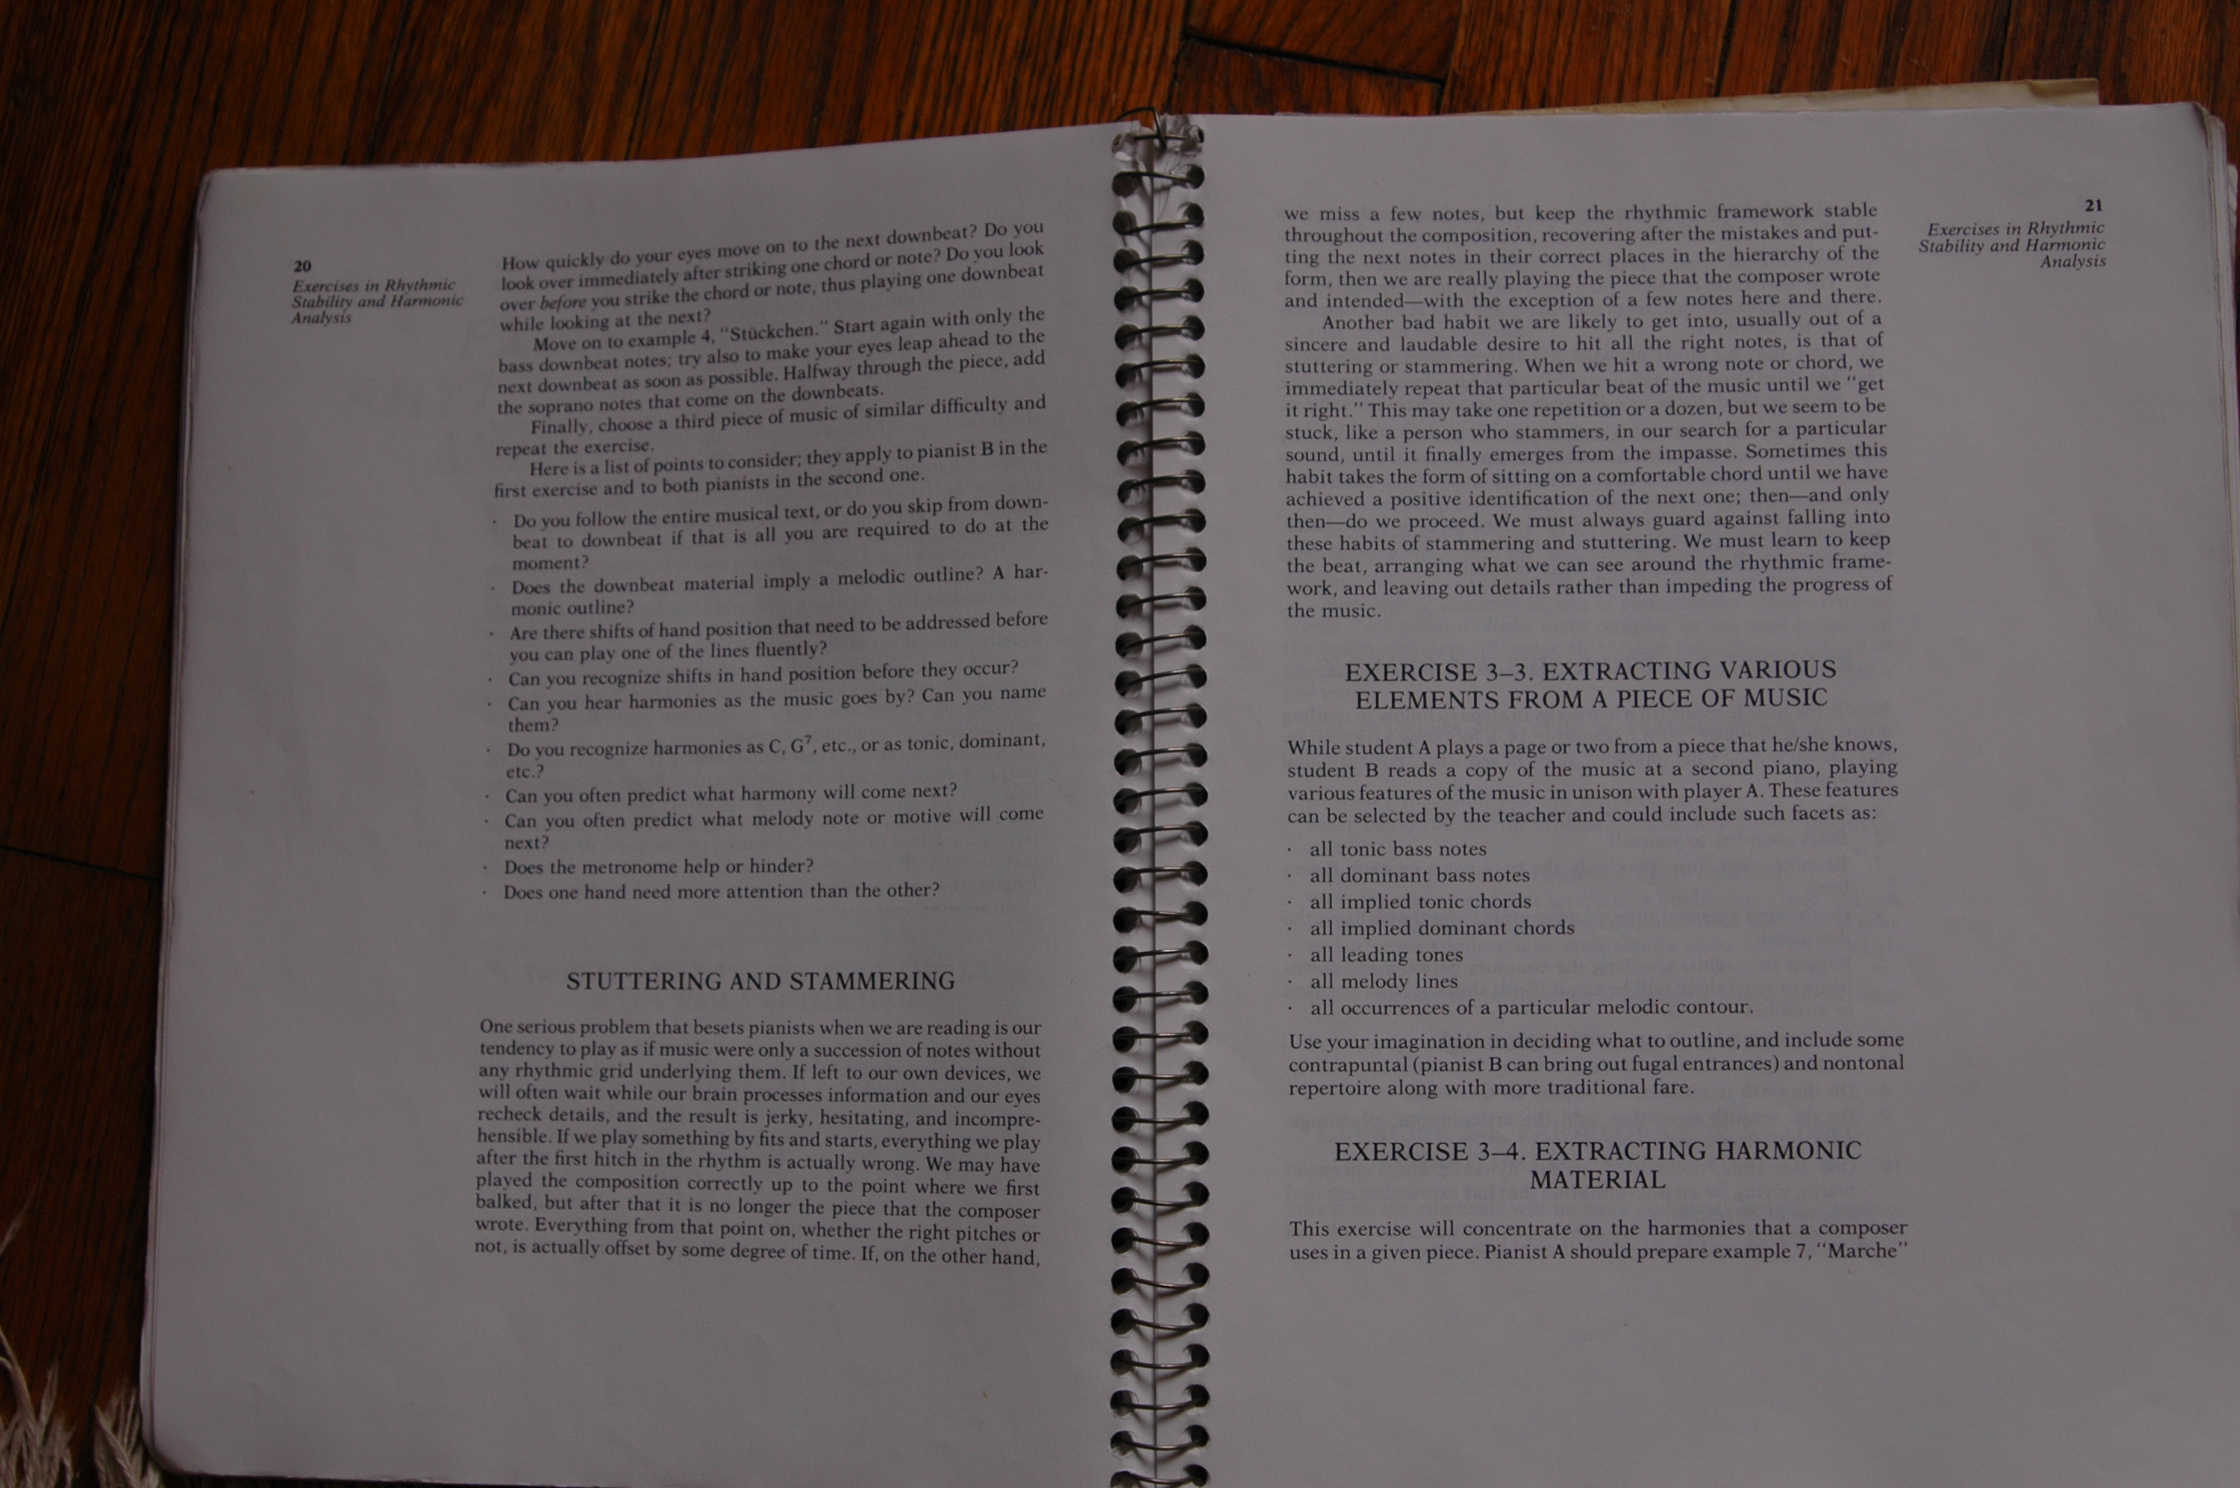 20
Exercises in Rhythmic
Stability and Harmonic
Analysis
How quickly do your eyes move on to the next downbeat? Do you
look over immediately after striking one chord or note? Do you look
over before you strike the chord or note, thus playing one downbeat
while looking at the next?
Move on to example 4, "Stückchen." Start again with only the
bass downbeat notes; try also to make your eyes leap ahead to the
next downbeat as soon as possible. Halfway through the piece, add
the soprano notes that come on the downbeats.
Finally, choose a third piece of music of similar difficulty and
repeat the exercise.
Here is a list of points to consider; they apply to pianist B in the
first exercise and to both pianists in the second one.
· Do you follow the entire musical text, or do you skip from down-
beat to downbeat if that is all you are required to do at the
moment?
· Does the downbeat material imply a melodic outline? A har-
monic outline?
· Are there shifts of hand position that need to be addressed before
you can play one of the lines fluently?
· Can you recognize shifts in hand position before they occur?
· Can you hear harmonies as the music goes by? Can you name
them?
· Do you recognize harmonies as C, G⁷, etc., or as tonic, dominant,
etc.?
· Can you often predict what harmony will come next?
· Can you often predict what melody note or motive will come
next?
· Does the metronome help or hinder?
· Does one hand need more attention than the other?
STUTTERING AND STAMMERING
One serious problem that besets pianists when we are reading is our
tendency to play as if music were only a succession of notes without
any rhythmic grid underlying them. If left to our own devices, we
will often wait while our brain processes information and our eyes
recheck details, and the result is jerky, hesitating, and incompre-
hensible. If we play something by fits and starts, everything we play
after the first hitch in the rhythm is actually wrong. We may have
played the composition correctly up to the point where we first
balked, but after that it is no longer the piece that the composer
wrote. Everything from that point on, whether the right pitches or
not, is actually offset by some degree of time. If, on the other hand,
21
Exercises in Rhythmic
Stability and Harmonic
Analysis
we miss a few notes, but keep the rhythmic framework stable
throughout the composition, recovering after the mistakes and put-
ting the next notes in their correct places in the hierarchy of the
form, then we are really playing the piece that the composer wrote
and intended—with the exception of a few notes here and there.
Another bad habit we are likely to get into, usually out of a
sincere and laudable desire to hit all the right notes, is that of
stuttering or stammering. When we hit a wrong note or chord, we
immediately repeat that particular beat of the music until we "get
it right." This may take one repetition or a dozen, but we seem to be
stuck, like a person who stammers, in our search for a particular
sound, until it finally emerges from the impasse. Sometimes this
habit takes the form of sitting on a comfortable chord until we have
achieved a positive identification of the next one; then—and only
then—do we proceed. We must always guard against falling into
these habits of stammering and stuttering. We must learn to keep
the beat, arranging what we can see around the rhythmic frame-
work, and leaving out details rather than impeding the progress of
the music.
EXERCISE 3–3. EXTRACTING VARIOUS
ELEMENTS FROM A PIECE OF MUSIC
While student A plays a page or two from a piece that he/she knows,
student B reads a copy of the music at a second piano, playing
various features of the music in unison with player A. These features
can be selected by the teacher and could include such facets as:
· all tonic bass notes
· all dominant bass notes
· all implied tonic chords
· all implied dominant chords
· all leading tones
· all melody lines
· all occurrences of a particular melodic contour.
Use your imagination in deciding what to outline, and include some
contrapuntal (pianist B can bring out fugal entrances) and nontonal
repertoire along with more traditional fare.
EXERCISE 3–4. EXTRACTING HARMONIC
MATERIAL
This exercise will concentrate on the harmonies that a composer
uses in a given piece. Pianist A should prepare example 7, "Marche"